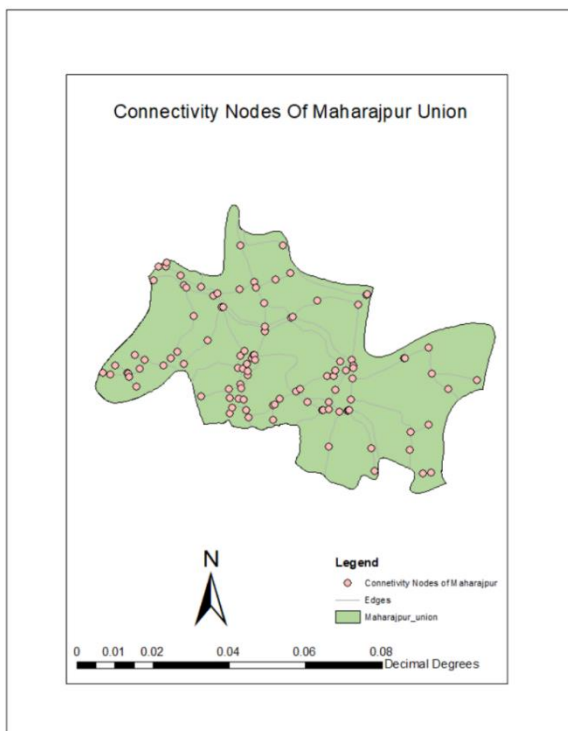 Connectivity Nodes Of Maharajpur Union
N
Legend
Connetivity Nodes of Maharajpur
Edges
Maharajpur_union
0 0.01 0.02 0.04 0.06 0.08
Decimal Degrees